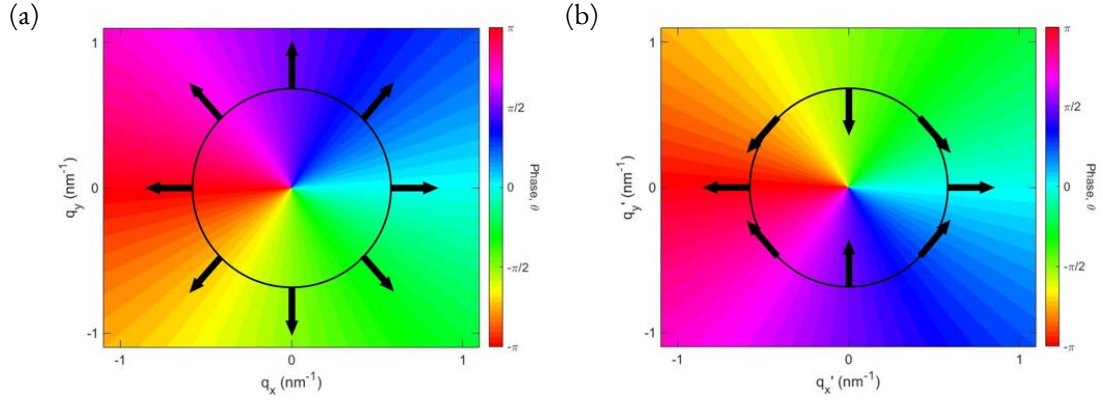 (a)
(b)
1
0
-1
q_y (nm⁻¹)
-1
0
1
q_x (nm⁻¹)
π
π/2
0
-π/2
-π
Phase, θ
1
0
-1
q_y' (nm⁻¹)
-1
0
1
q_x' (nm⁻¹)
π
π/2
0
-π/2
-π
Phase, θ